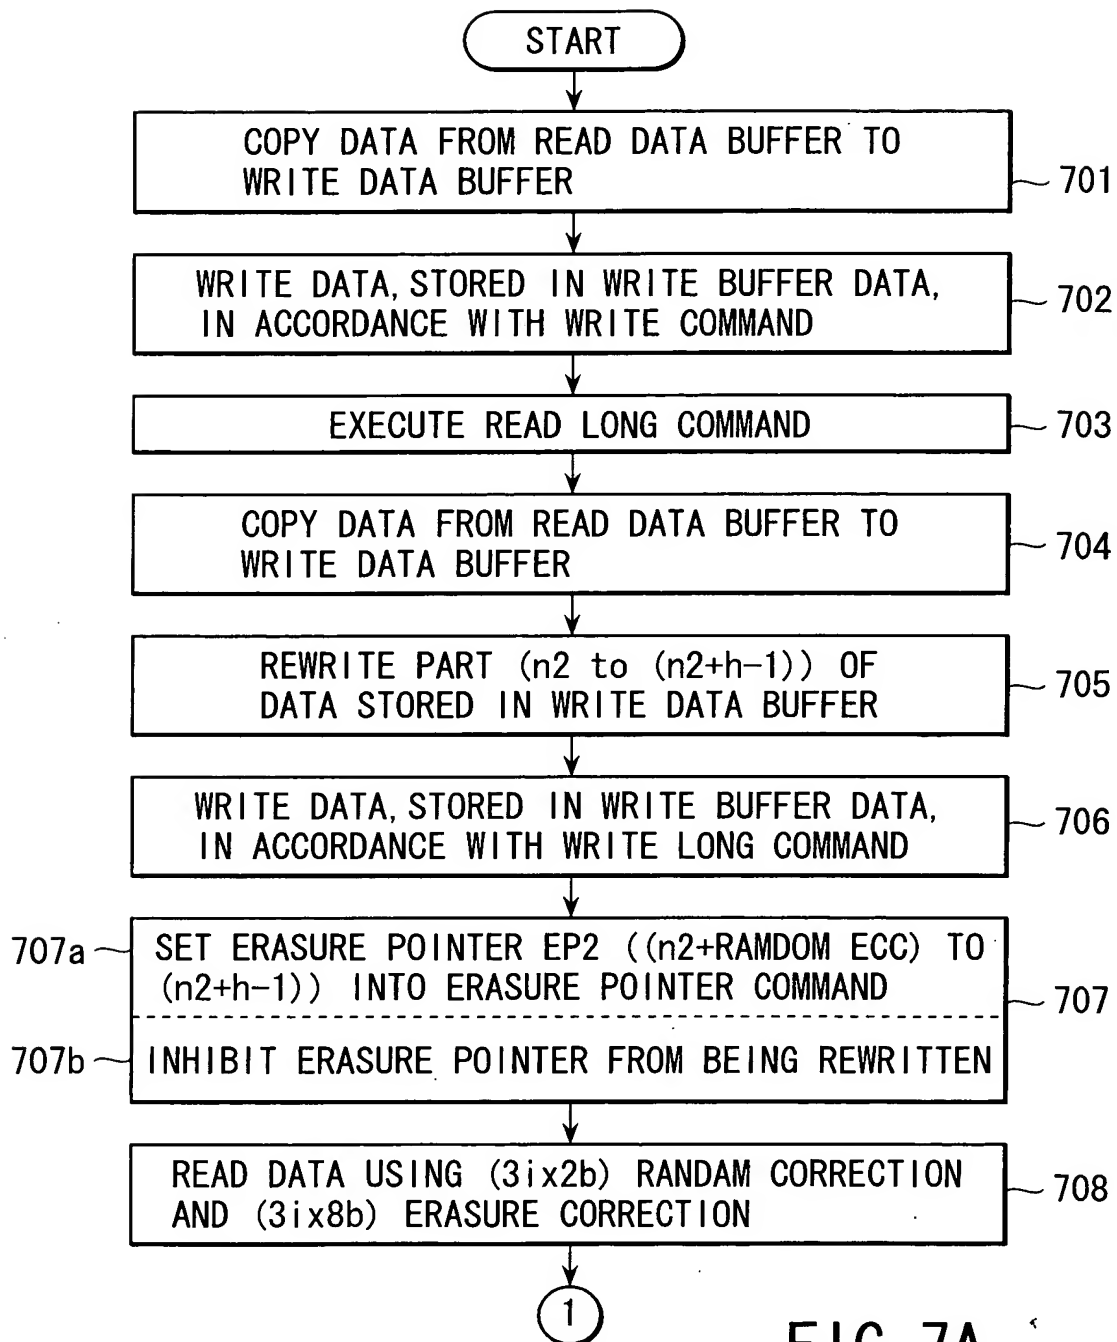 START
COPY DATA FROM READ DATA BUFFER TO
WRITE DATA BUFFER
701
WRITE DATA, STORED IN WRITE BUFFER DATA,
IN ACCORDANCE WITH WRITE COMMAND
702
EXECUTE READ LONG COMMAND
703
COPY DATA FROM READ DATA BUFFER TO
WRITE DATA BUFFER
704
REWRITE PART (n2 to (n2+h-1)) OF
DATA STORED IN WRITE DATA BUFFER
705
WRITE DATA, STORED IN WRITE BUFFER DATA,
IN ACCORDANCE WITH WRITE LONG COMMAND
706
707a
SET ERASURE POINTER EP2 ((n2+RAMDOM ECC) TO
(n2+h-1)) INTO ERASURE POINTER COMMAND
707
707b
INHIBIT ERASURE POINTER FROM BEING REWRITTEN
READ DATA USING (3ix2b) RANDAM CORRECTION
AND (3ix8b) ERASURE CORRECTION
708
1
FIG. 7A